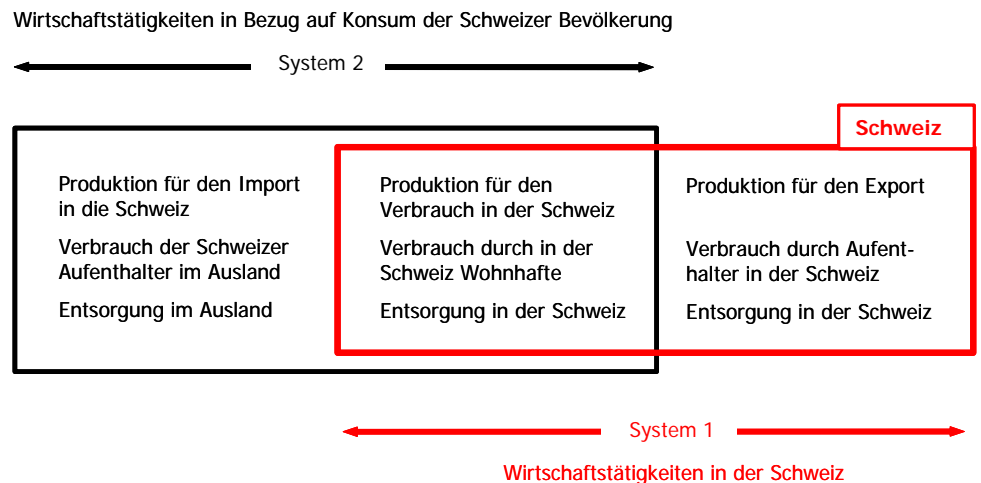 Wirtschaftstätigkeiten in Bezug auf Konsum der Schweizer Bevölkerung
System 2
Schweiz
Produktion für den Import
in die Schweiz
Verbrauch der Schweizer
Aufenthalter im Ausland
Entsorgung im Ausland
Produktion für den
Verbrauch in der Schweiz
Verbrauch durch in der
Schweiz Wohnhafte
Entsorgung in der Schweiz
Produktion für den Export
Verbrauch durch Aufent-
halter in der Schweiz
Entsorgung in der Schweiz
System 1
Wirtschaftstätigkeiten in der Schweiz